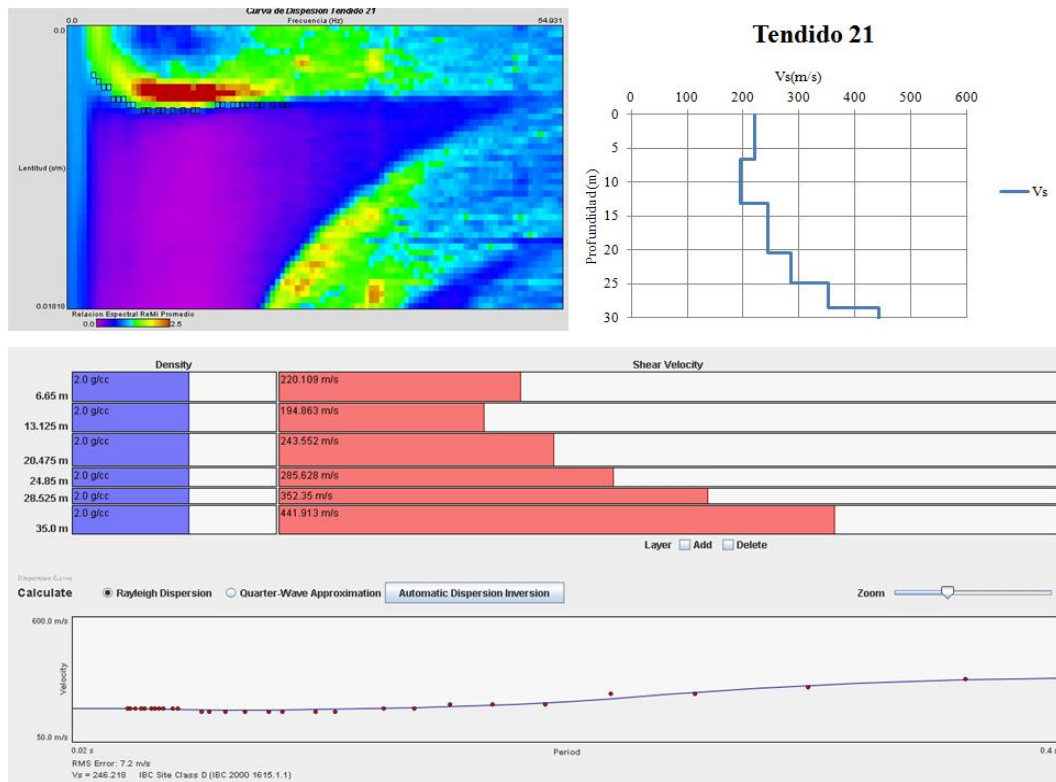 Curva de Dispesión Tendido 21
0.0 Frecuencia (Hz) 54.931
0.0
Lentitud (s/m)
0.01818
Relacion Espectral ReMi Promedio
0.0 2.5
Tendido 21
Vs(m/s)
0 100 200 300 400 500 600
0
5
10
15
20
25
30
Profundidad(m)
Vs
Density Shear Velocity
2.0 g/cc 220.109 m/s
6.65 m
2.0 g/cc 194.863 m/s
13.125 m
2.0 g/cc 243.552 m/s
20.475 m
2.0 g/cc 285.628 m/s
24.85 m
2.0 g/cc 352.35 m/s
28.525 m
2.0 g/cc 441.913 m/s
35.0 m
Layer Add Delete
Dispersion Curve
Calculate Rayleigh Dispersion Quarter-Wave Approximation Automatic Dispersion Inversion Zoom
600.0 m/s
Velocity
50.0 m/s
0.02 s Period 0.4 s
RMS Error: 7.2 m/s
Vs = 246.218 IBC Site Class D (IBC 2000 1615.1.1)